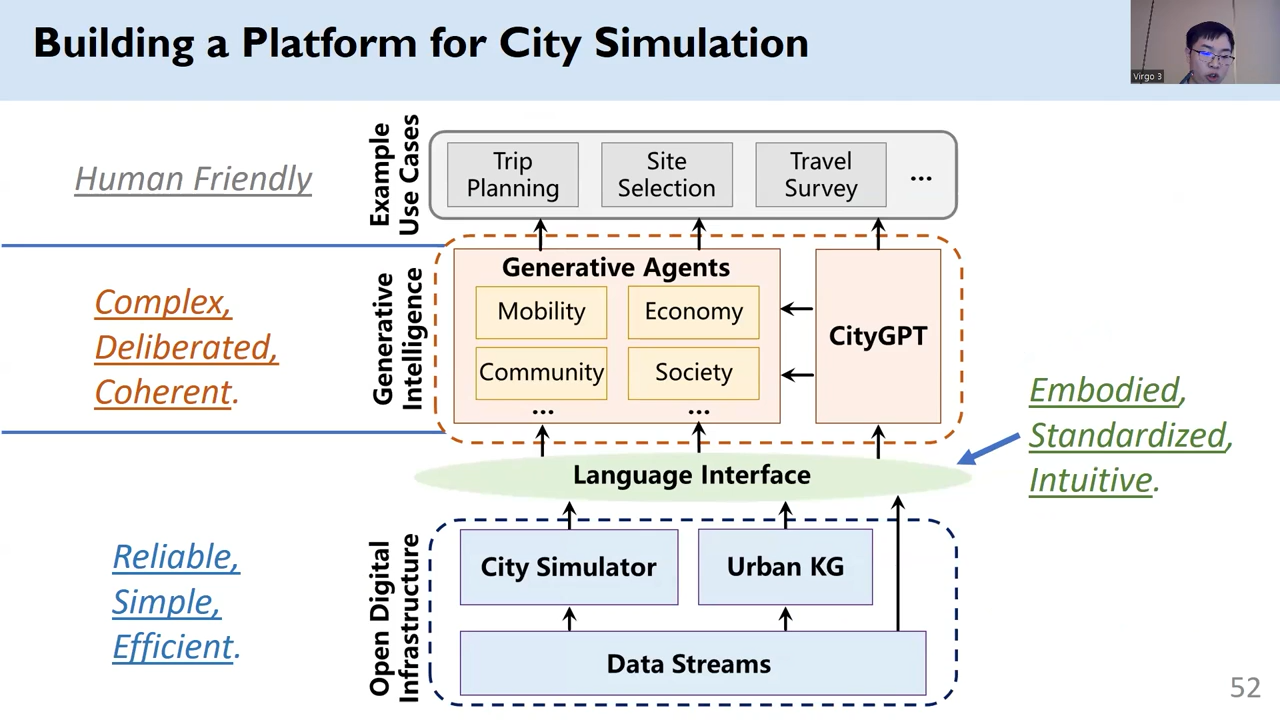 Building a Platform for City Simulation
Virgo 3
Human Friendly
Example
Use Cases
Trip
Planning
Site
Selection
Travel
Survey
...
Complex,
Deliberated,
Coherent.
Generative
Intelligence
Generative Agents
Mobility
Economy
Community
Society
...
...
CityGPT
Embodied,
Standardized,
Intuitive.
Language Interface
Reliable,
Simple,
Efficient.
Open Digital
Infrastructure
City Simulator
Urban KG
Data Streams
52